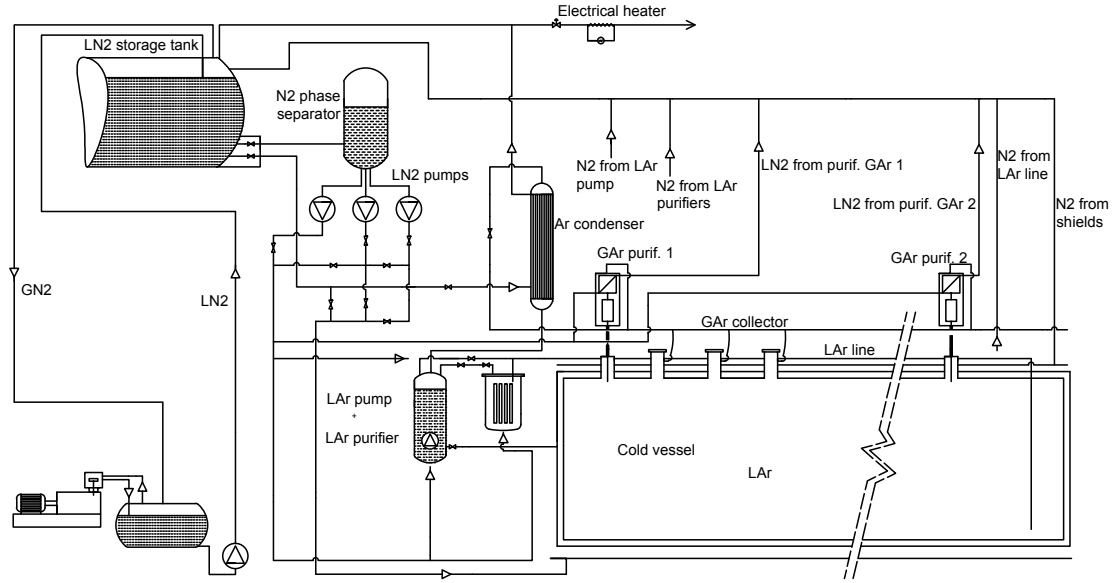 Electrical heater
LN2 storage tank
N2 phase
separator
LN2 pumps
N2 from LAr
pump
N2 from LAr
purifiers
LN2 from purif. GAr 1
LN2 from purif. GAr 2
N2 from
LAr line
N2 from
shields
Ar condenser
GAr purif. 1
GAr purif. 2
GN2
LN2
GAr collector
LAr line
LAr pump
+
LAr purifier
Cold vessel
LAr